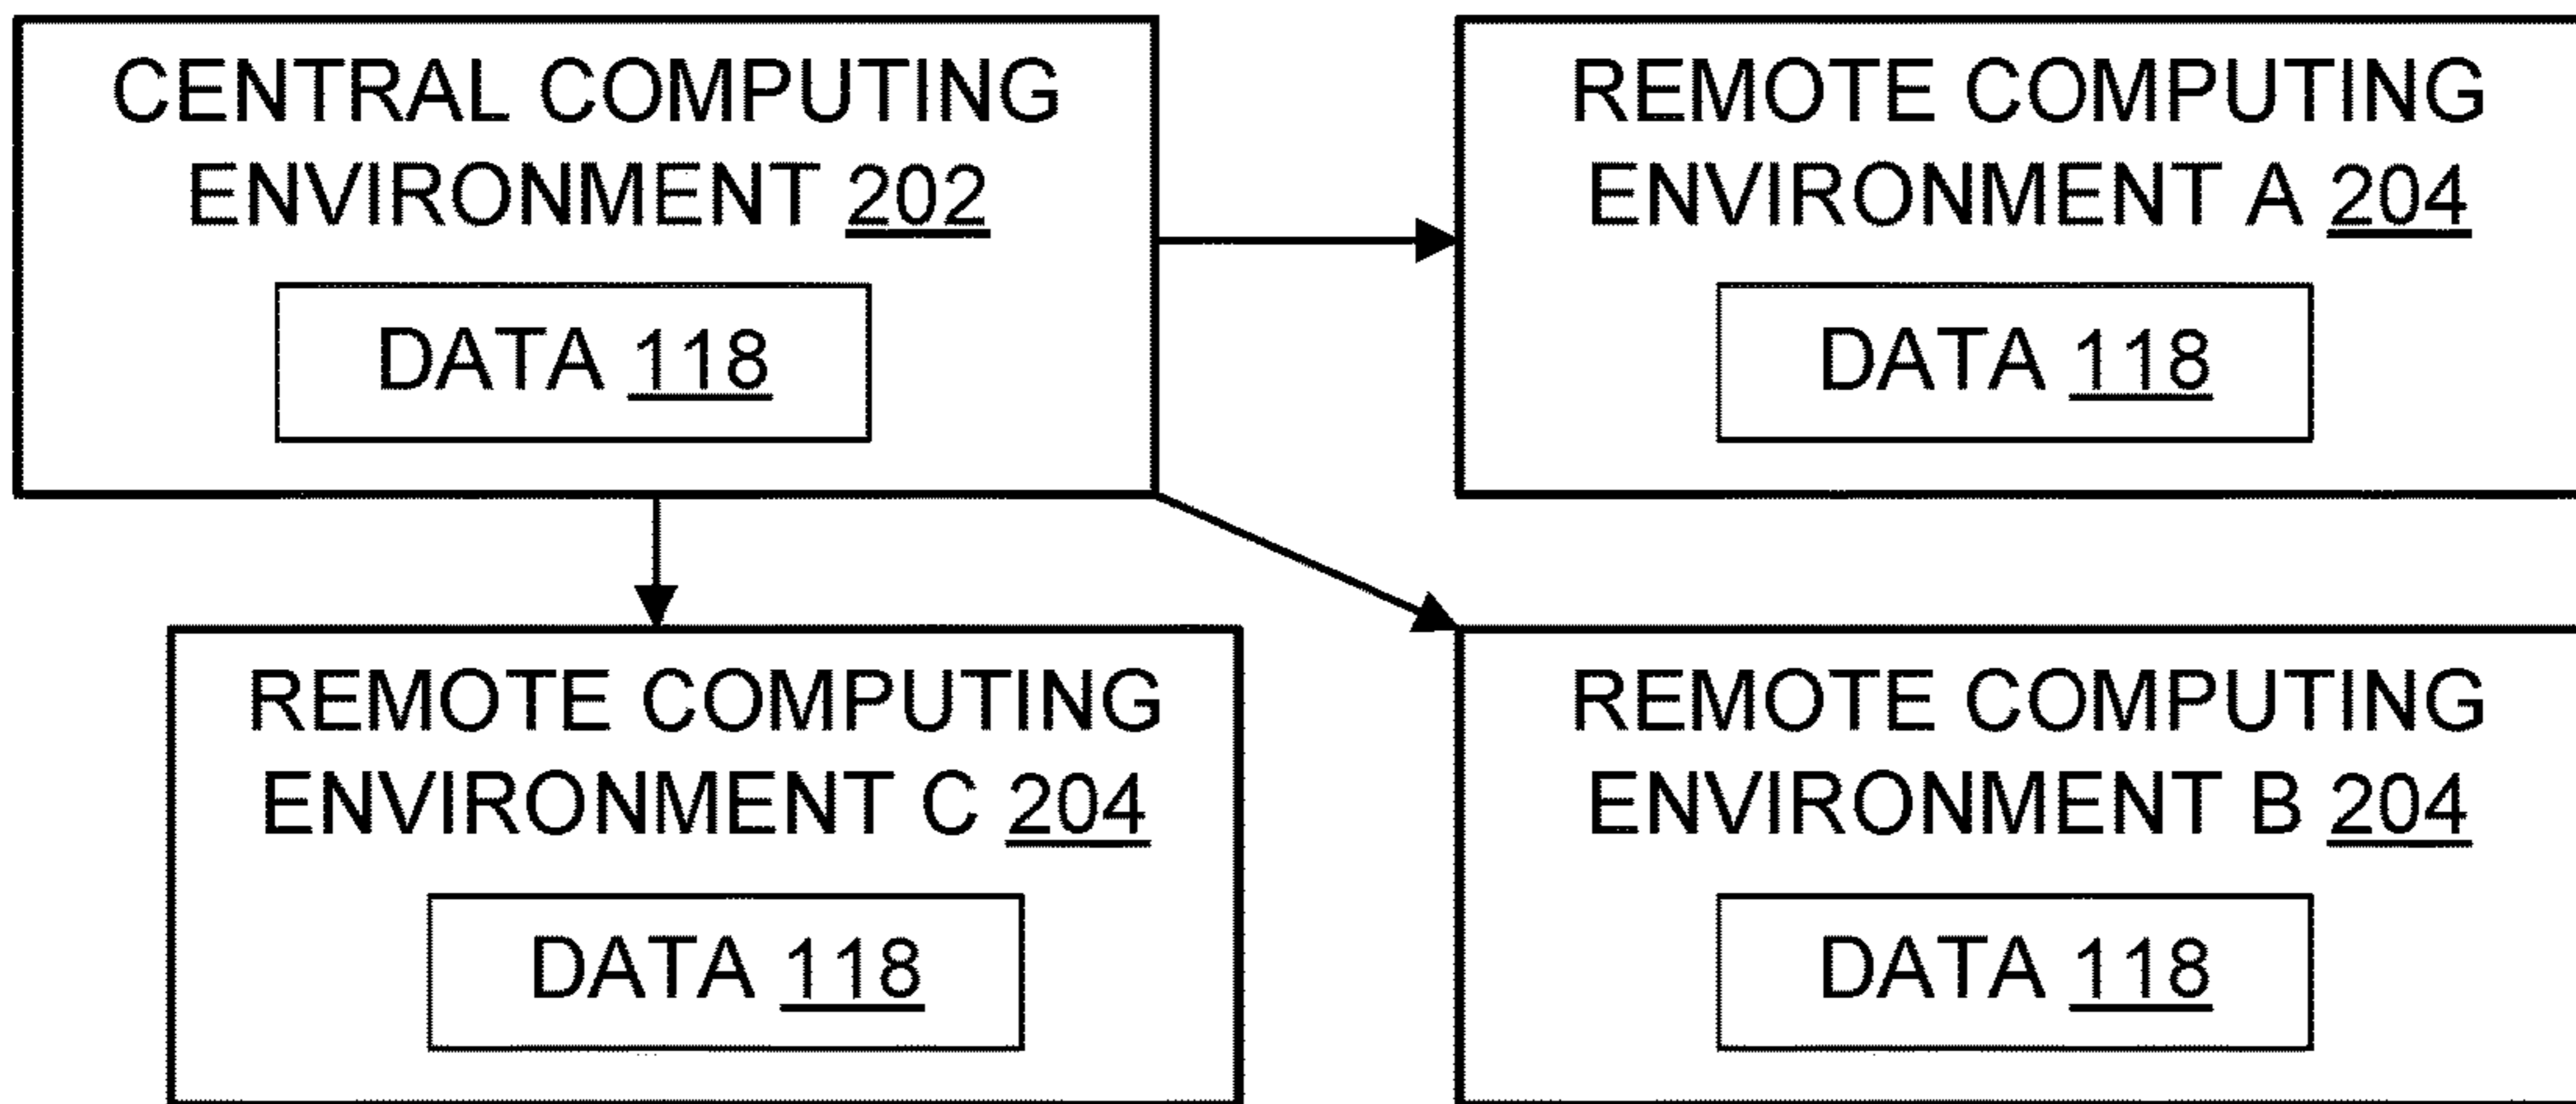 CENTRAL COMPUTING
ENVIRONMENT 202
DATA 118
REMOTE COMPUTING
ENVIRONMENT A 204
DATA 118
REMOTE COMPUTING
ENVIRONMENT C 204
DATA 118
REMOTE COMPUTING
ENVIRONMENT B 204
DATA 118